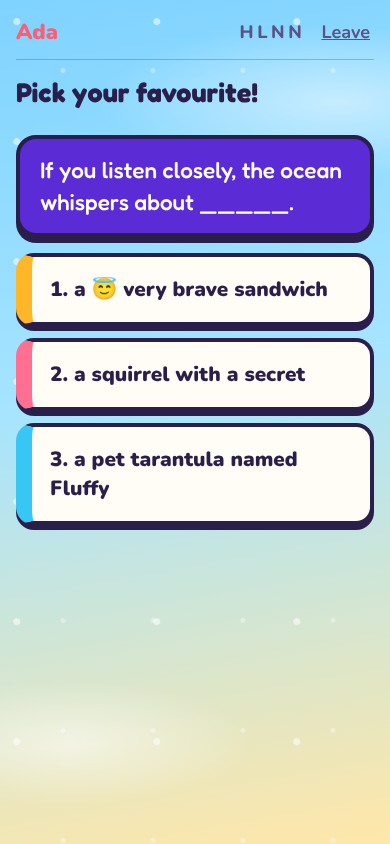 Ada
HLNN Leave
Pick your favourite!
If you listen closely, the ocean
whispers about _____.
1. a 😇 very brave sandwich
2. a squirrel with a secret
3. a pet tarantula named
Fluffy